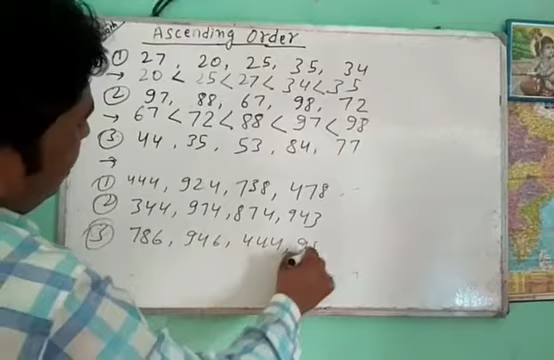 Ascending Order
① 27, 20, 25, 35, 34
→ 20 < 25 < 27 < 34 < 35
② 97, 88, 67, 98, 72
→ 67 < 72 < 88 < 97 < 98
③ 44, 35, 53, 84, 77
→
① 444, 924, 738, 478
② 344, 974, 874, 943
③ 786, 946, 444,